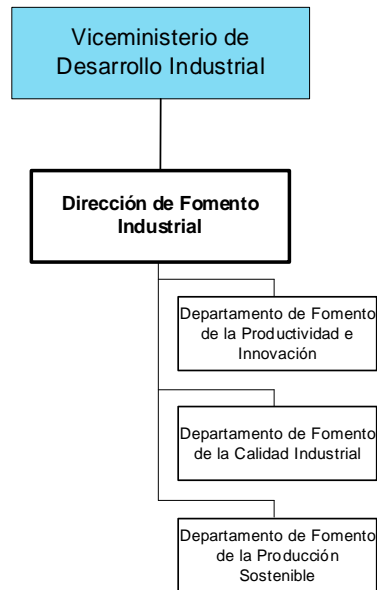 Viceministerio de
Desarrollo Industrial
Dirección de Fomento
Industrial
Departamento de Fomento
de la Productividad e
Innovación
Departamento de Fomento
de la Calidad Industrial
Departamento de Fomento
de la Producción
Sostenible